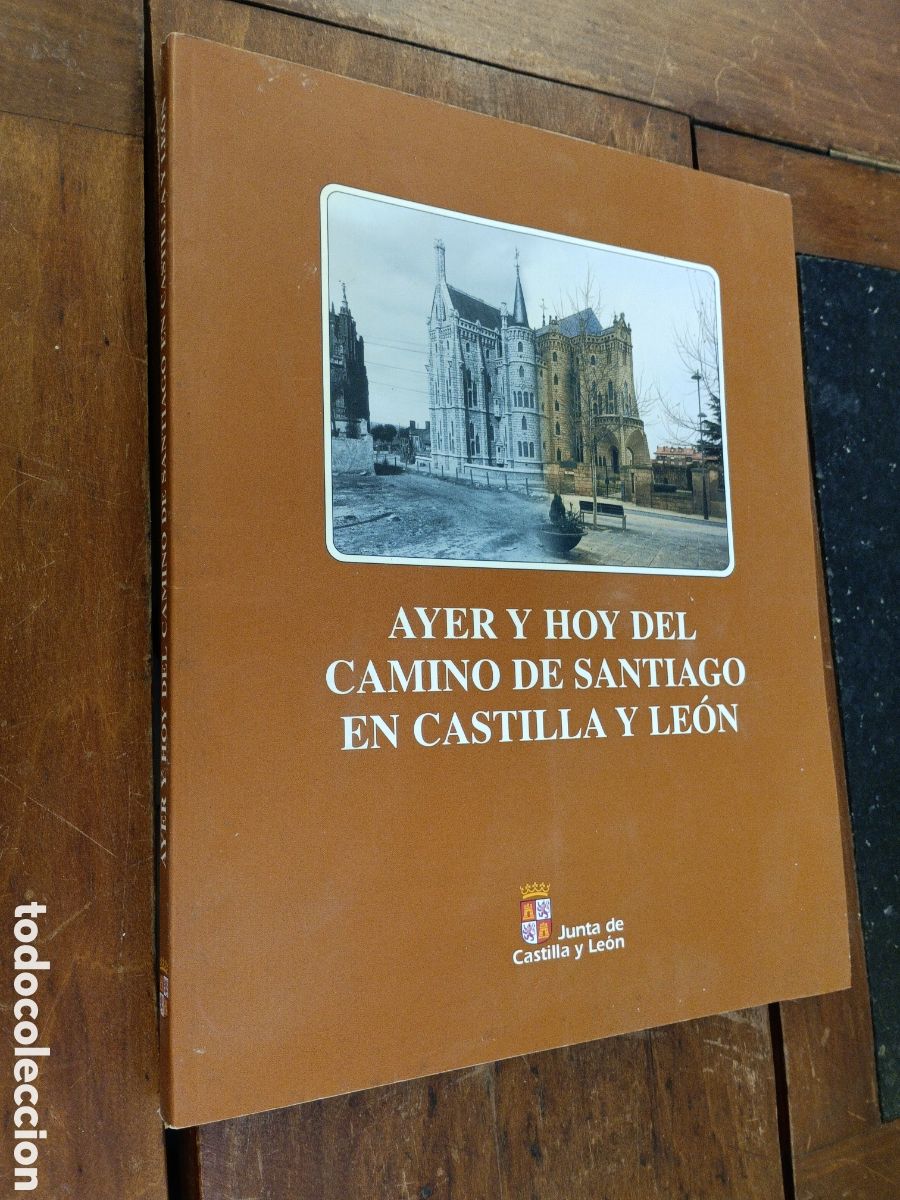 AYER Y HOY DEL
CAMINO DE SANTIAGO
EN CASTILLA Y LEÓN
Junta de
Castilla y León
AYER Y HOY DEL CAMINO DE SANTIAGO EN CASTILLA Y LEÓN
todocoleccion